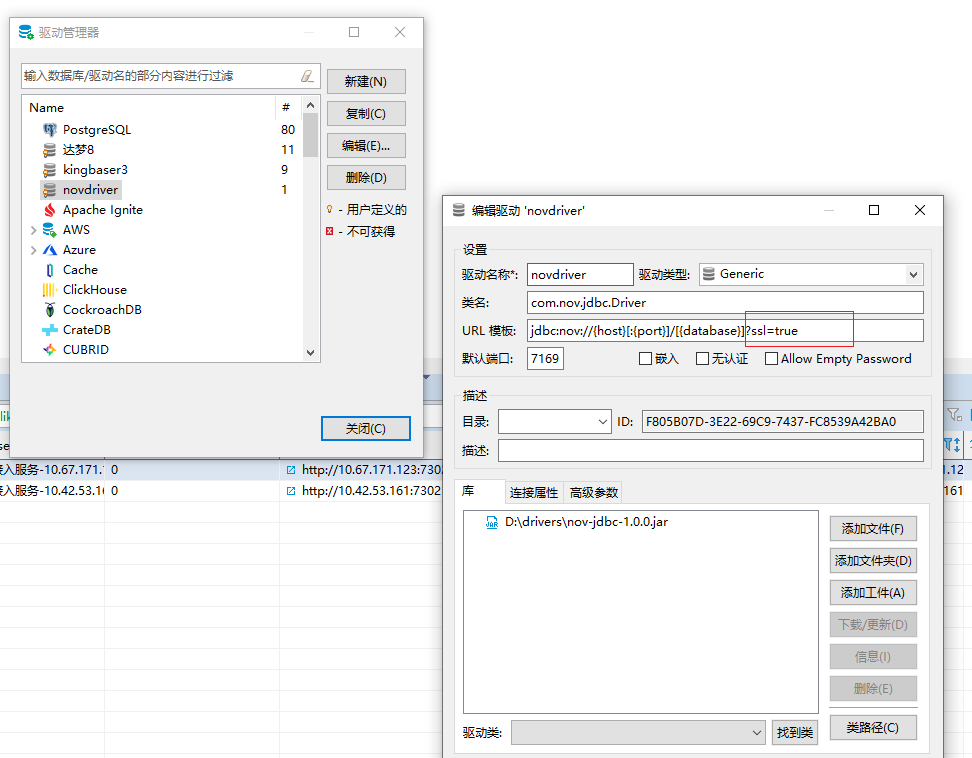 驱动管理器
输入数据库/驱动名的部分内容进行过滤
新建(N)
Name #
复制(C)
PostgreSQL 80
达梦8 11
编辑(E)...
kingbaser3 9
删除(D)
novdriver 1
Apache Ignite
- 用户定义的
AWS
- 不可获得
Azure
Cache
ClickHouse
CockroachDB
CrateDB
CUBRID
关闭(C)
编辑驱动 'novdriver'
设置
驱动名称*: novdriver 驱动类型: Generic
类名: com.nov.jdbc.Driver
URL 模板: jdbc:nov://{host}[:{port}]/[{database}]?ssl=true
默认端口: 7169 嵌入 无认证 Allow Empty Password
描述
目录: ID: F805B07D-3E22-69C9-7437-FC8539A42BA0
描述:
库 连接属性 高级参数
D:\drivers\nov-jdbc-1.0.0.jar
添加文件(F)
添加文件夹(D)
添加工件(A)
下载/更新(D)
信息(I)
删除(E)
类路径(C)
驱动类: 找到类
接入服务-10.67.171. 0 http://10.67.171.123:730 1.12
接入服务-10.42.53.16 0 http://10.42.53.161:7302 161